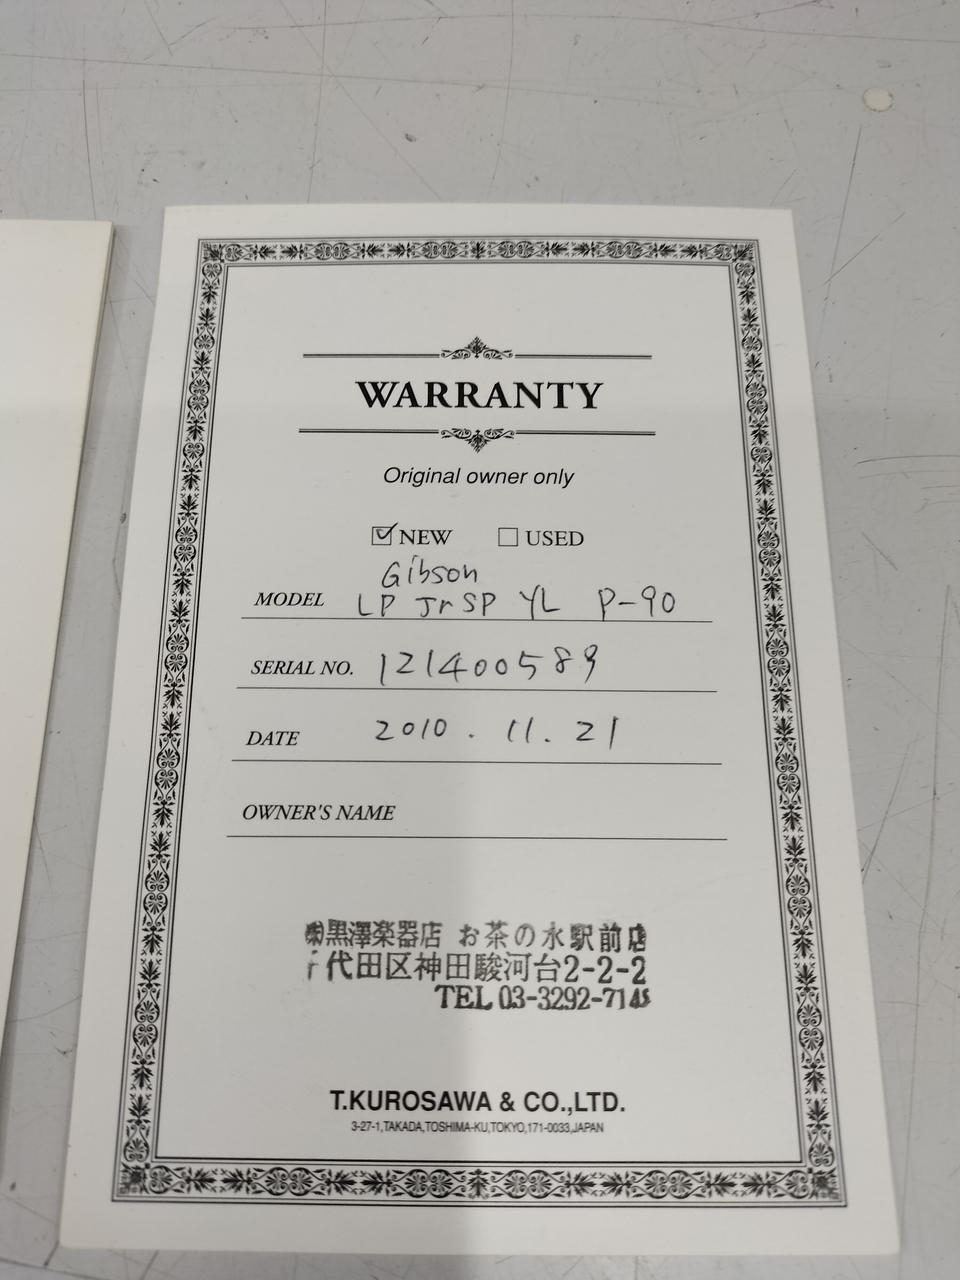 WARRANTY
Original owner only
☑ NEW ☐ USED
Gibson
MODEL LP Jr SP YL P-90
SERIAL NO. 121400589
DATE 2010.11.21
OWNER'S NAME
㈱黒澤楽器店 お茶の水駅前店
千代田区神田駿河台2-2-2
TEL 03-3292-7145
T.KUROSAWA & CO.,LTD.
3-27-1,TAKADA,TOSHIMA-KU,TOKYO,171-0033,JAPAN